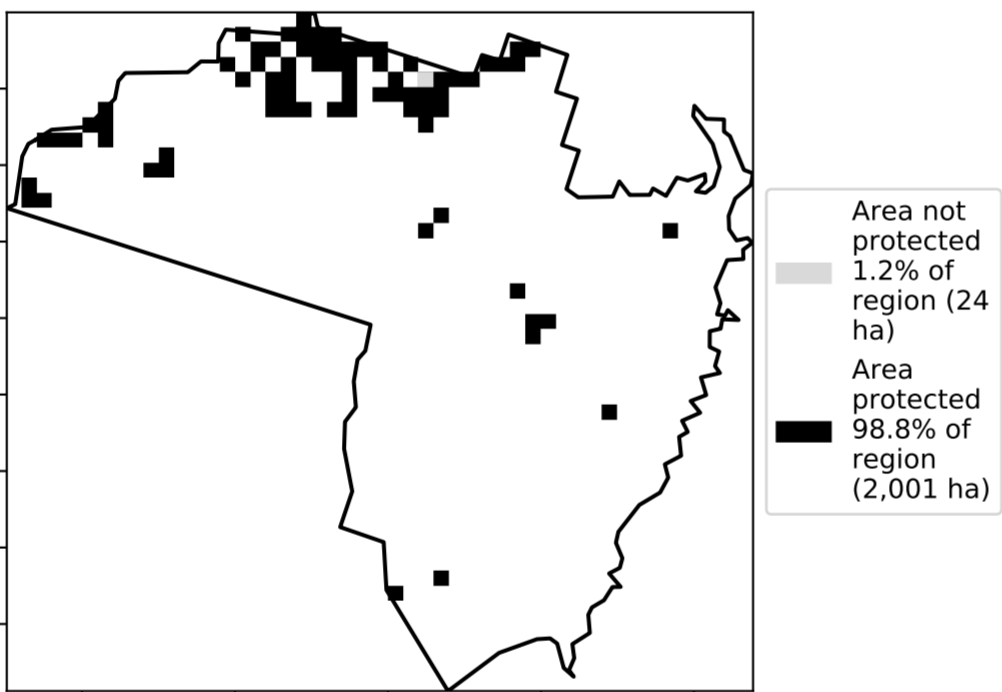 Area not
protected
1.2% of
region (24
ha)
Area
protected
98.8% of
region
(2,001 ha)